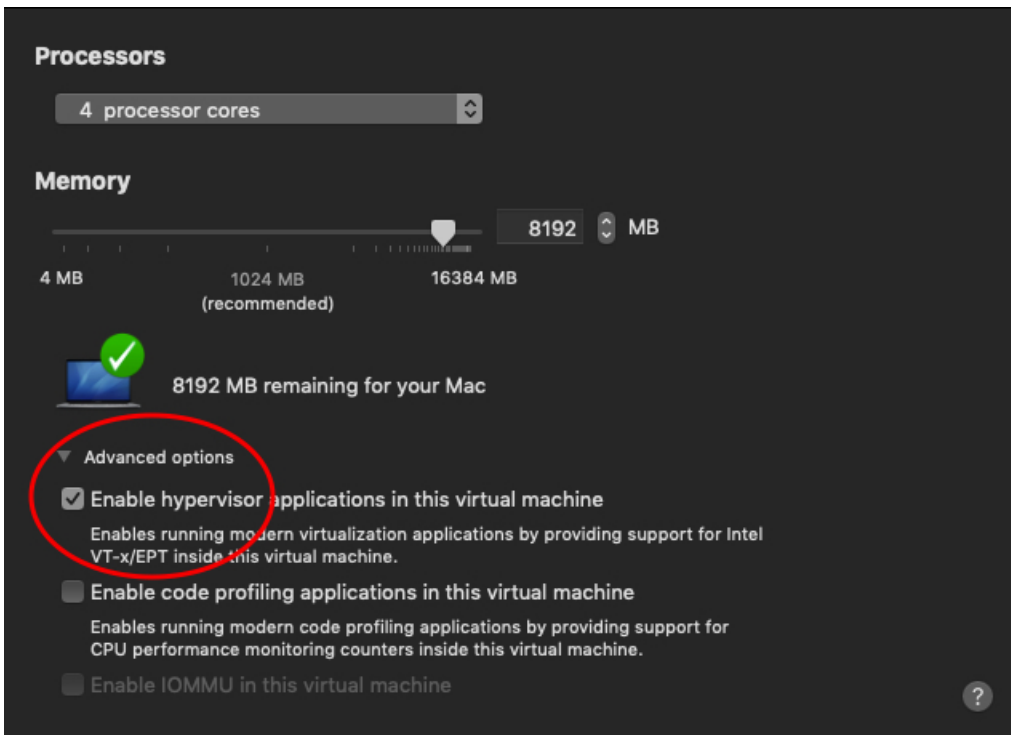 Processors
4 processor cores
Memory
8192 MB
4 MB 1024 MB 16384 MB
(recommended)
8192 MB remaining for your Mac
Advanced options
Enable hypervisor applications in this virtual machine
Enables running modern virtualization applications by providing support for Intel
VT-x/EPT inside this virtual machine.
Enable code profiling applications in this virtual machine
Enables running modern code profiling applications by providing support for
CPU performance monitoring counters inside this virtual machine.
Enable IOMMU in this virtual machine
?